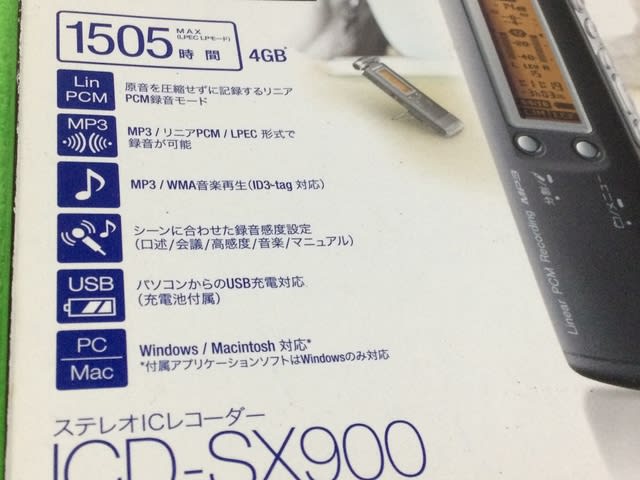 1505 MAX (LPEC LPモード) 時間 4GB*
Lin PCM
原音を圧縮せずに記録するリニア
PCM録音モード
MP3
MP3 / リニアPCM / LPEC 形式で
録音が可能
MP3 / WMA音楽再生(ID3-tag 対応)
シーンに合わせた録音感度設定
(口述/会議/高感度/音楽/マニュアル)
USB
パソコンからのUSB充電対応
(充電池付属)
PC
Mac
Windows / Macintosh 対応*
*付属アプリケーションソフトはWindowsのみ対応
ステレオICレコーダー
ICD-SX900
Linear PCM Recording MP3
分割
□/メニュー